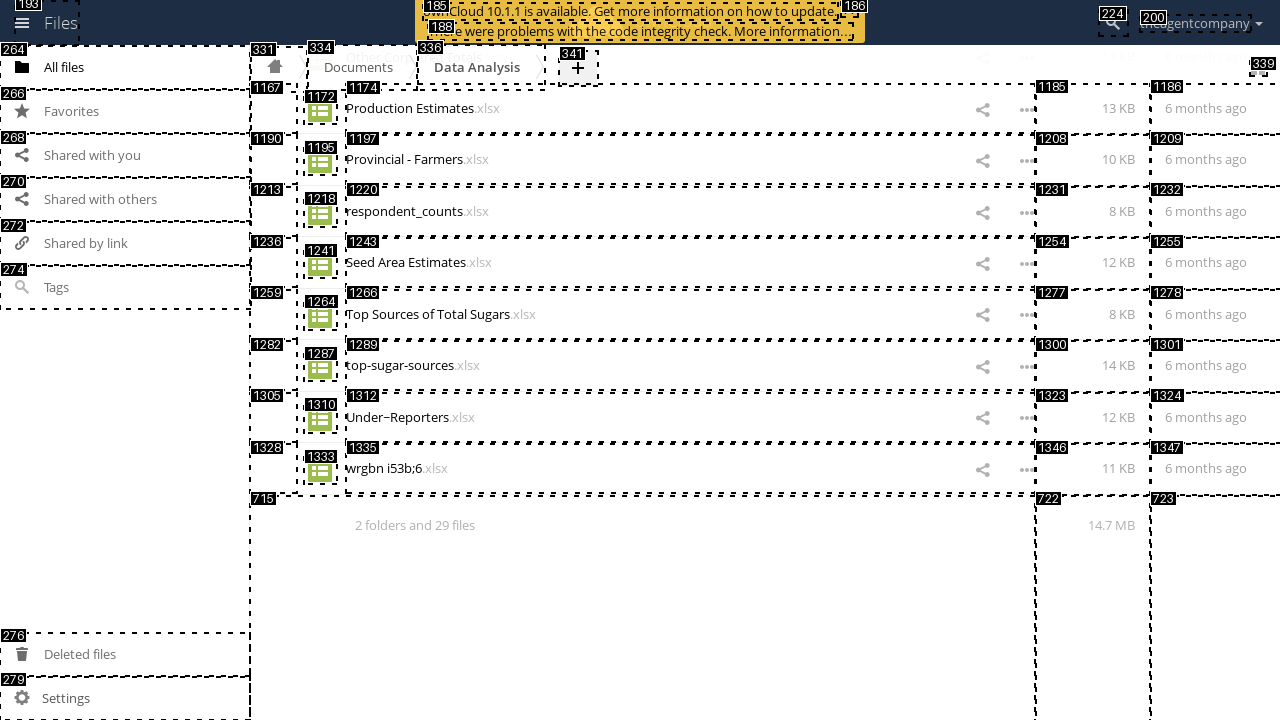 193
Files
185
ownCloud 10.1.1 is available. Get more information on how to update.
186
188
There were problems with the code integrity check. More information…
224
200
theagentcompany
264
All files
266
Favorites
268
Shared with you
270
Shared with others
272
Shared by link
274
Tags
276
Deleted files
279
Settings
331
334
Documents
336
Data Analysis
341
+
339
1167
1172
1174
Production Estimates.xlsx
1185
13 KB
1186
6 months ago
1190
1195
1197
Provincial - Farmers.xlsx
1208
10 KB
1209
6 months ago
1213
1218
1220
respondent_counts.xlsx
1231
8 KB
1232
6 months ago
1236
1241
1243
Seed Area Estimates.xlsx
1254
12 KB
1255
6 months ago
1259
1264
1266
Top Sources of Total Sugars.xlsx
1277
8 KB
1278
6 months ago
1282
1287
1289
top-sugar-sources.xlsx
1300
14 KB
1301
6 months ago
1305
1310
1312
Under−Reporters.xlsx
1323
12 KB
1324
6 months ago
1328
1333
1335
wrgbn i53b;6.xlsx
1346
11 KB
1347
6 months ago
715
2 folders and 29 files
722
14.7 MB
723